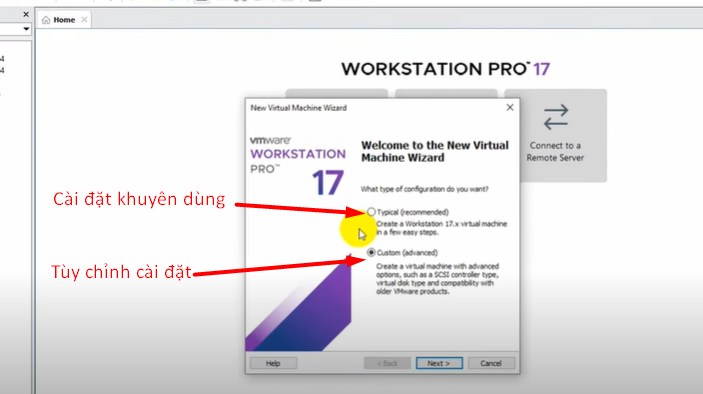 Home
4
4
WORKSTATION PRO™ 17
Connect to a
Remote Server
New Virtual Machine Wizard
vmware
WORKSTATION
PRO™
17
Welcome to the New Virtual
Machine Wizard
What type of configuration do you want?
Cài đặt khuyên dùng
Typical (recommended)
Create a Workstation 17.x virtual machine
in a few easy steps.
Tùy chỉnh cài đặt
Custom (advanced)
Create a virtual machine with advanced
options, such as a SCSI controller type,
virtual disk type and compatibility with
older VMware products.
Help
< Back
Next >
Cancel